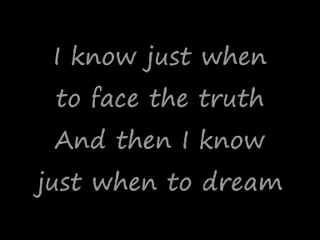 I know just when
to face the truth
And then I know
just when to dream